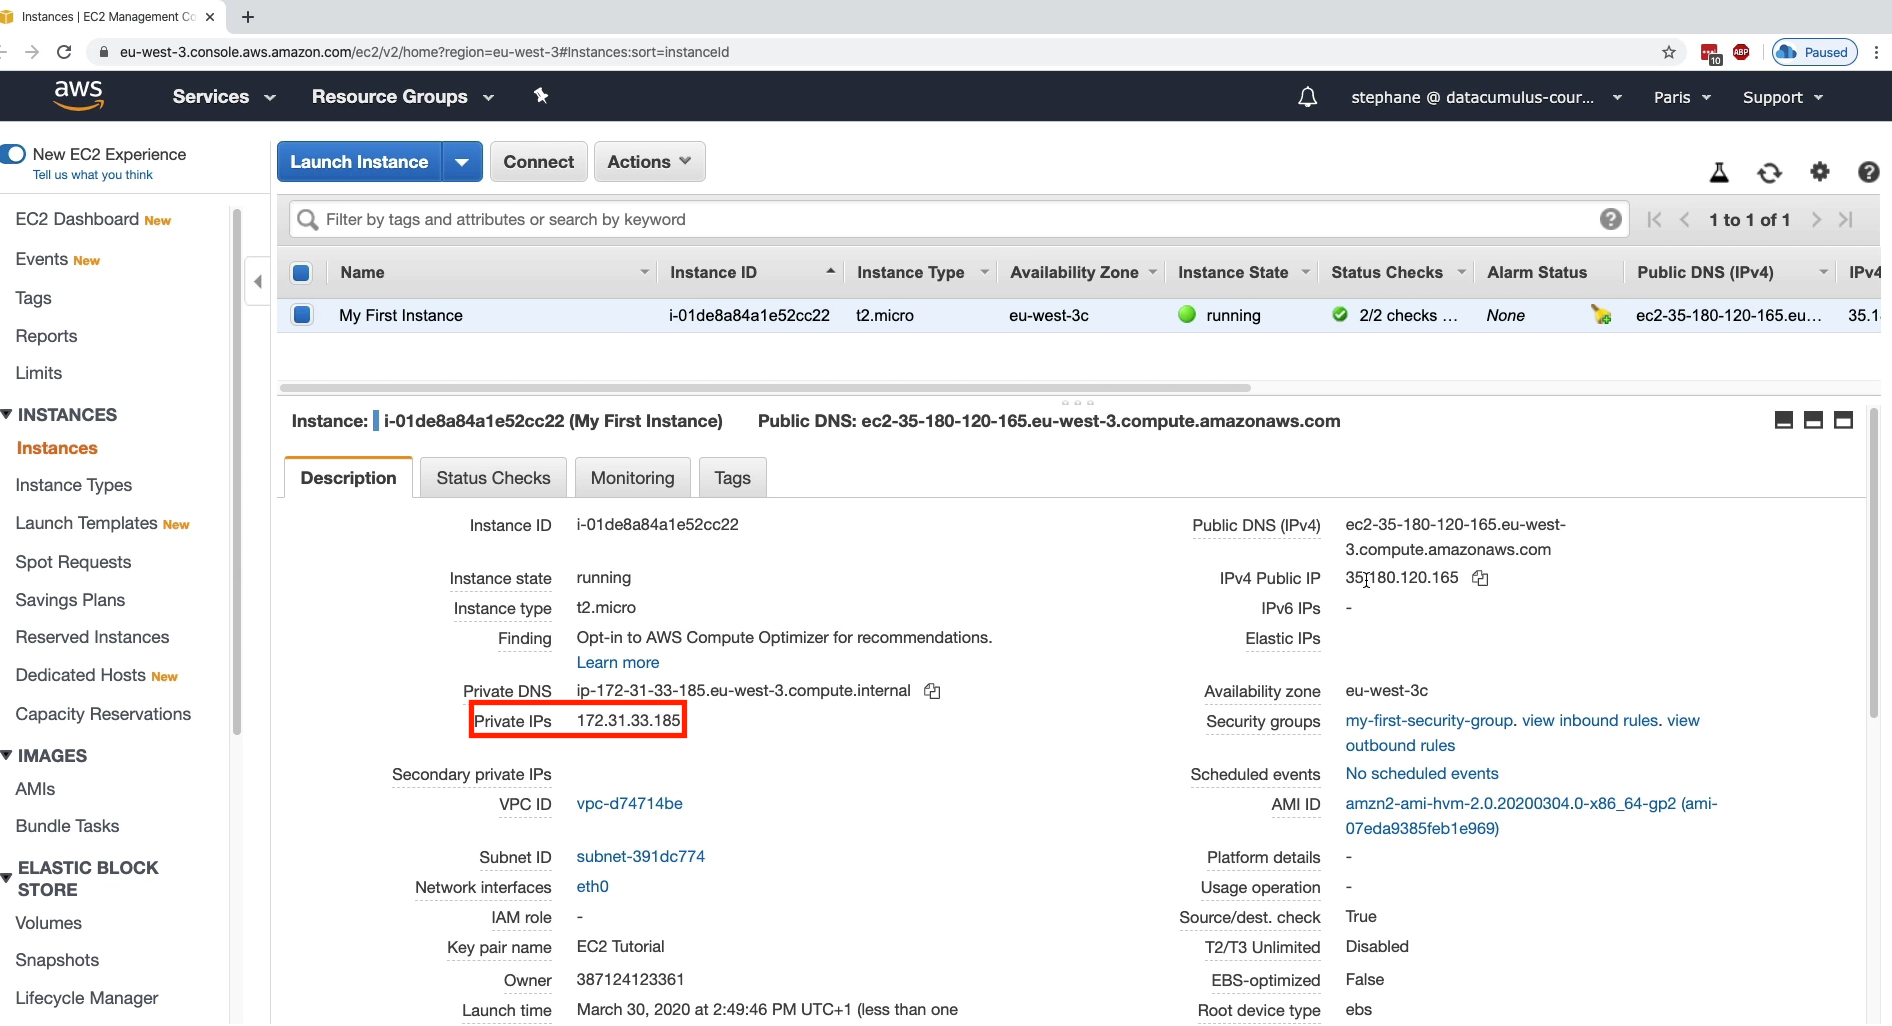 Instances | EC2 Management Co
eu-west-3.console.aws.amazon.com/ec2/v2/home?region=eu-west-3#Instances:sort=instanceId
10
ABP
Paused
aws
Services
Resource Groups
stephane @ datacumulus-cour...
Paris
Support
New EC2 Experience
Tell us what you think
Launch Instance
Connect
Actions
EC2 Dashboard New
Events New
Tags
Reports
Limits
INSTANCES
Instances
Instance Types
Launch Templates New
Spot Requests
Savings Plans
Reserved Instances
Dedicated Hosts New
Capacity Reservations
IMAGES
AMIs
Bundle Tasks
ELASTIC BLOCK
STORE
Volumes
Snapshots
Lifecycle Manager
Filter by tags and attributes or search by keyword
1 to 1 of 1
Name Instance ID Instance Type Availability Zone Instance State Status Checks Alarm Status Public DNS (IPv4) IPv4
My First Instance i-01de8a84a1e52cc22 t2.micro eu-west-3c running 2/2 checks ... None ec2-35-180-120-165.eu... 35.1
Instance: i-01de8a84a1e52cc22 (My First Instance) Public DNS: ec2-35-180-120-165.eu-west-3.compute.amazonaws.com
Description Status Checks Monitoring Tags
Instance ID i-01de8a84a1e52cc22
Instance state running
Instance type t2.micro
Finding Opt-in to AWS Compute Optimizer for recommendations.
Learn more
Private DNS ip-172-31-33-185.eu-west-3.compute.internal
Private IPs 172.31.33.185
Secondary private IPs
VPC ID vpc-d74714be
Subnet ID subnet-391dc774
Network interfaces eth0
IAM role -
Key pair name EC2 Tutorial
Owner 387124123361
Launch time March 30, 2020 at 2:49:46 PM UTC+1 (less than one
Public DNS (IPv4) ec2-35-180-120-165.eu-west-
3.compute.amazonaws.com
IPv4 Public IP 35.180.120.165
IPv6 IPs -
Elastic IPs
Availability zone eu-west-3c
Security groups my-first-security-group. view inbound rules. view
outbound rules
Scheduled events No scheduled events
AMI ID amzn2-ami-hvm-2.0.20200304.0-x86_64-gp2 (ami-
07eda9385feb1e969)
Platform details -
Usage operation -
Source/dest. check True
T2/T3 Unlimited Disabled
EBS-optimized False
Root device type ebs